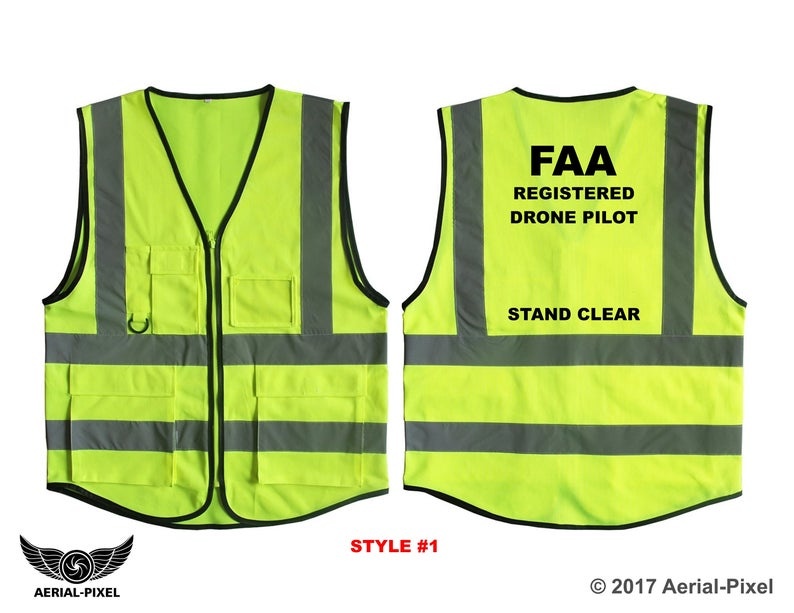 FAA
REGISTERED
DRONE PILOT
STAND CLEAR
STYLE #1
AERIAL-PIXEL
© 2017 Aerial-Pixel